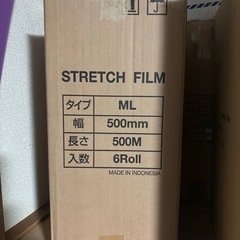 STRETCH FILM
タイプ ML
幅 500mm
長さ 500M
入数 6Roll
MADE IN INDONESIA